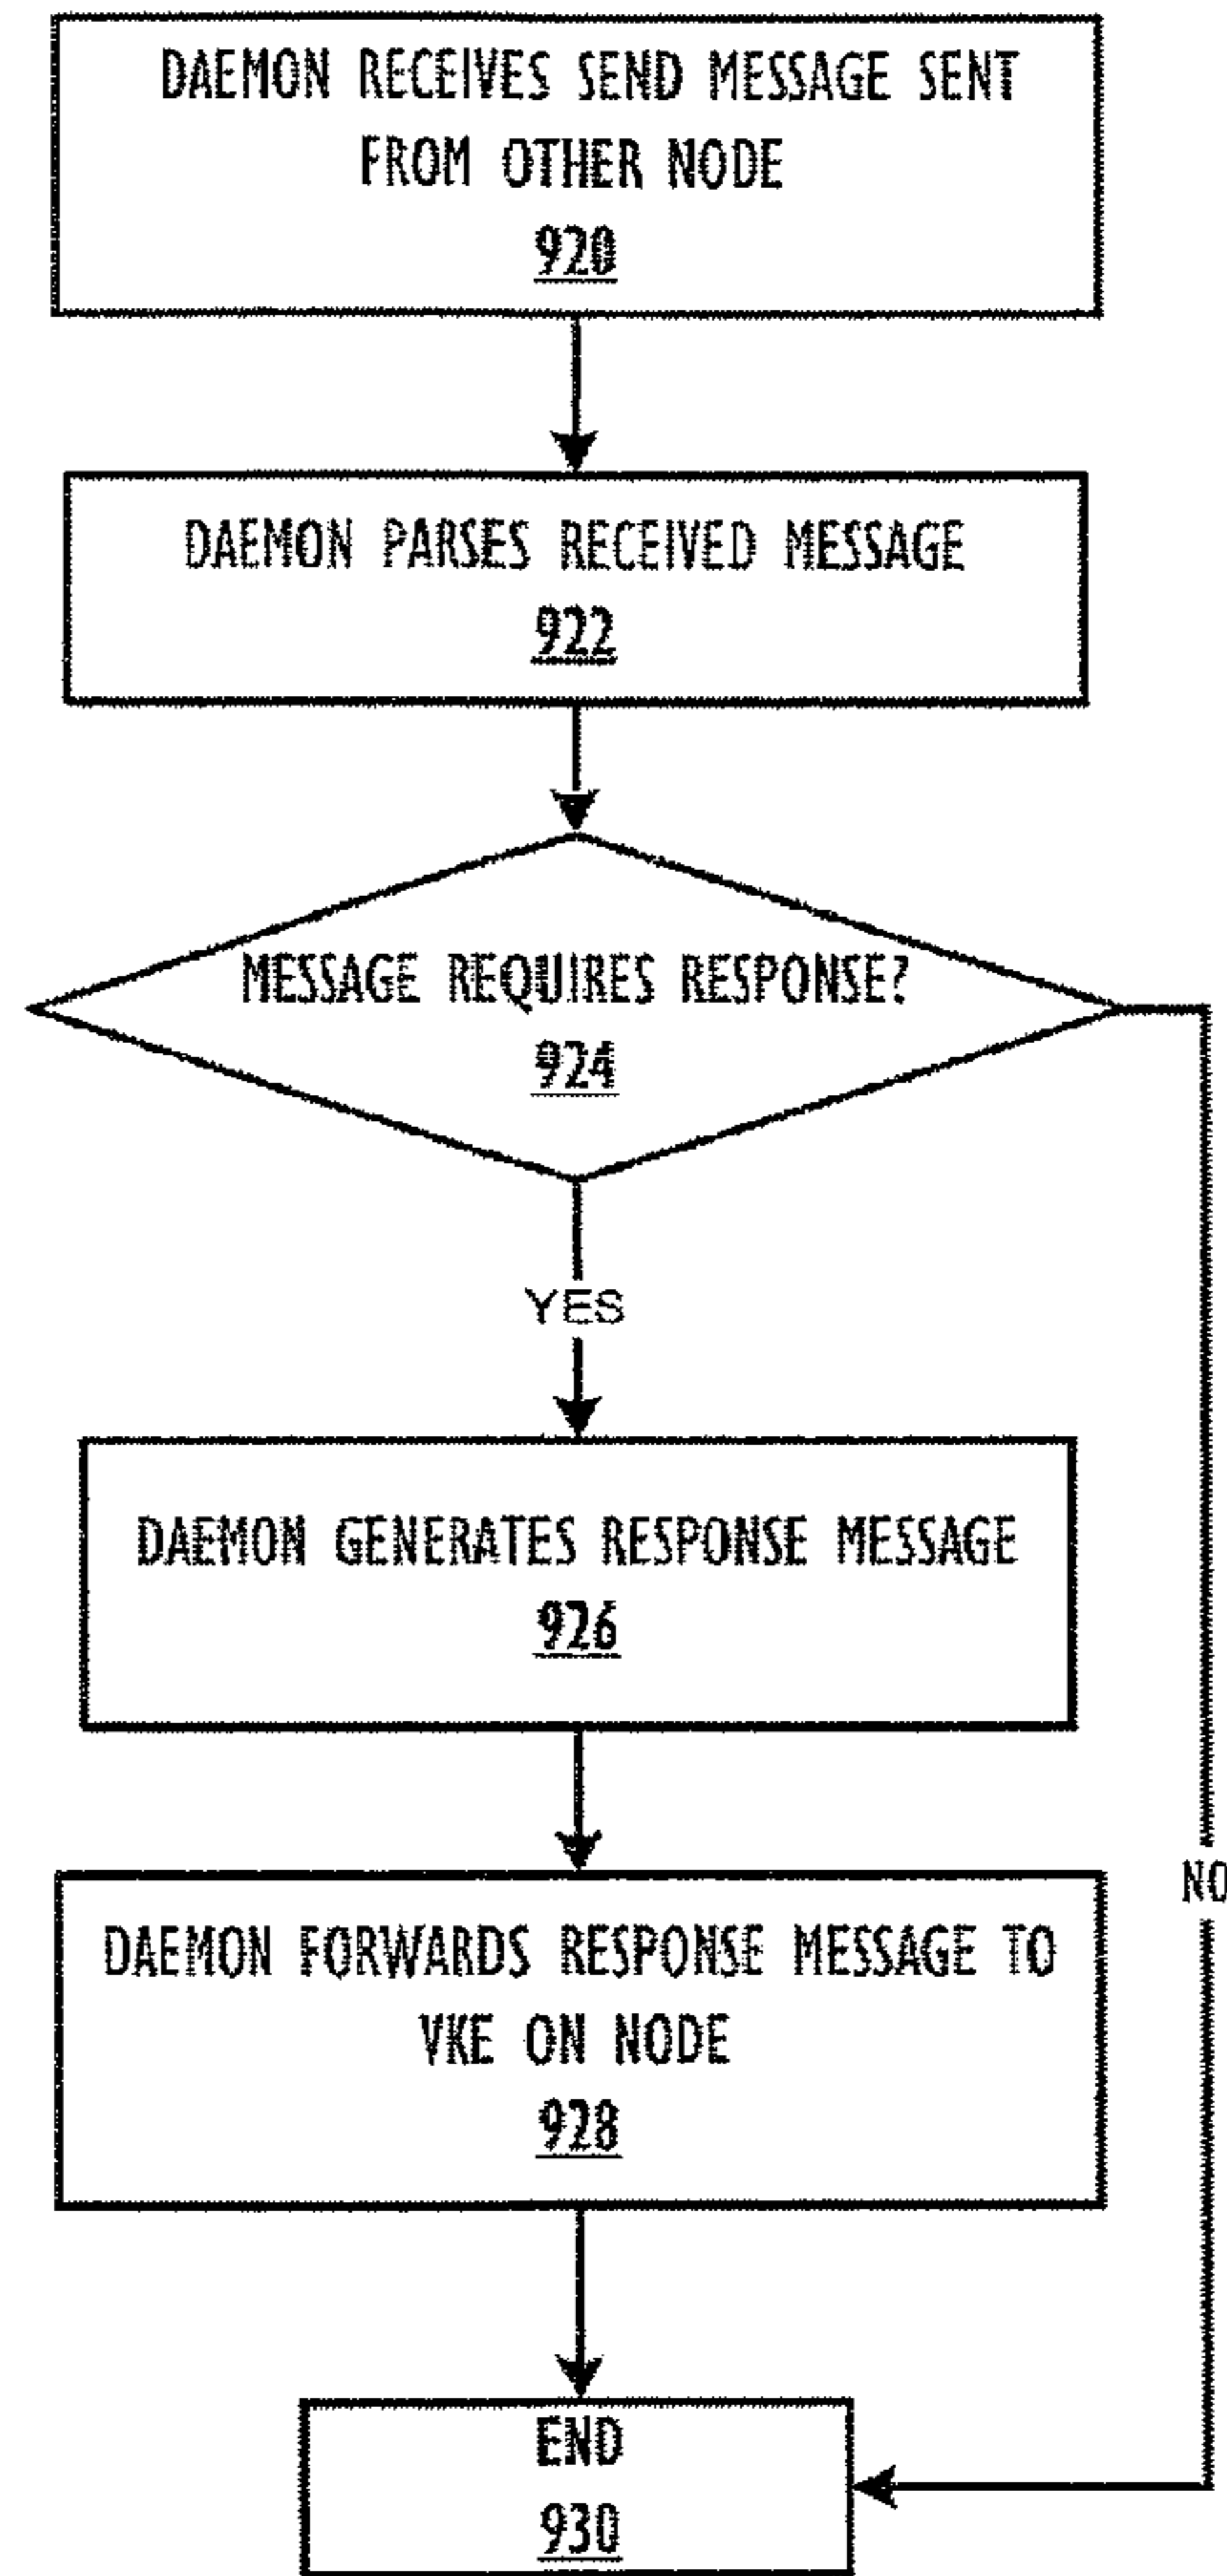 DAEMON RECEIVES SEND MESSAGE SENT
FROM OTHER NODE
920
DAEMON PARSES RECEIVED MESSAGE
922
MESSAGE REQUIRES RESPONSE?
924
YES
DAEMON GENERATES RESPONSE MESSAGE
926
NO
DAEMON FORWARDS RESPONSE MESSAGE TO
VKE ON NODE
928
END
930